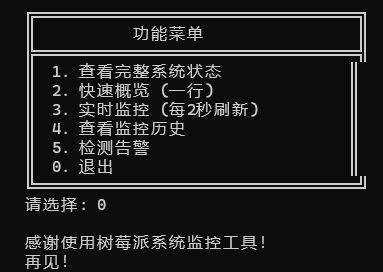 功能菜单
1. 查看完整系统状态
2. 快速概览 (一行)
3. 实时监控 (每2秒刷新)
4. 查看监控历史
5. 检测告警
0. 退出
请选择: 0
感谢使用树莓派系统监控工具!
再见!